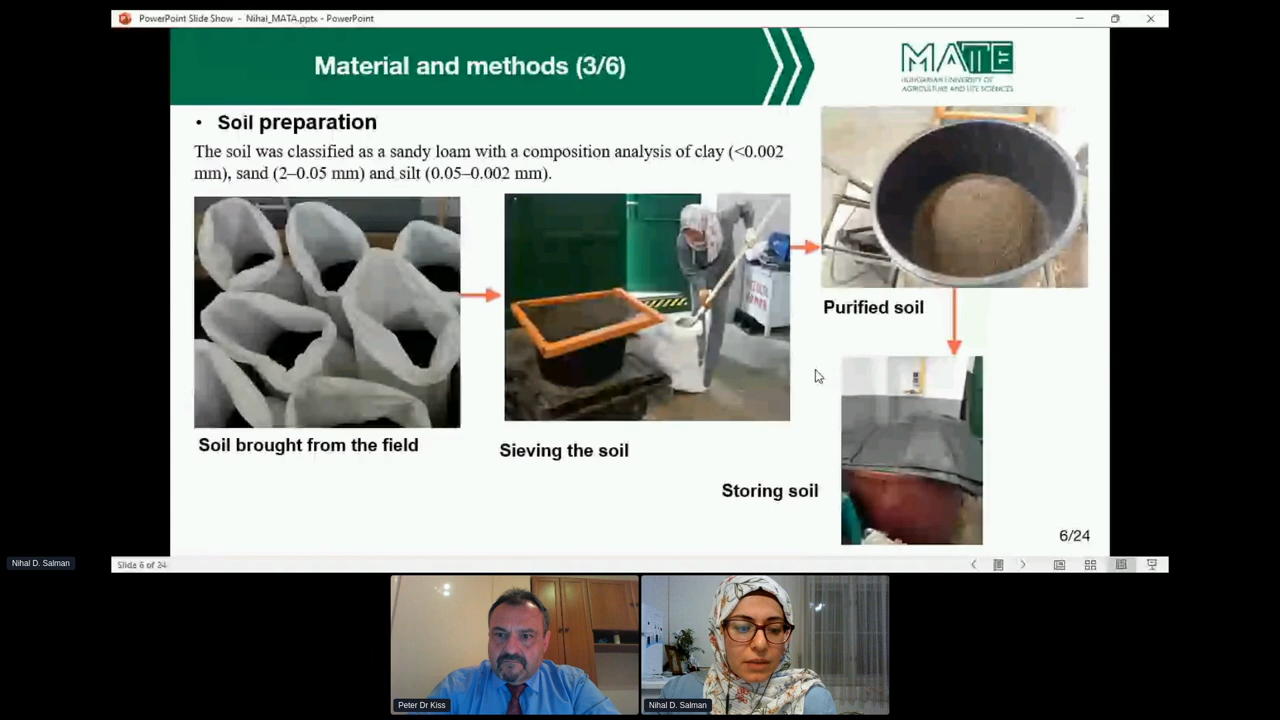 PowerPoint Slide Show - Nihal_MATA.pptx - PowerPoint
Material and methods (3/6)
MATE
HUNGARIAN UNIVERSITY OF
AGRICULTURE AND LIFE SCIENCES
• Soil preparation
The soil was classified as a sandy loam with a composition analysis of clay (<0.002
mm), sand (2–0.05 mm) and silt (0.05–0.002 mm).
Purified soil
Soil brought from the field
Sieving the soil
Storing soil
6/24
Nihal D. Salman
Slide 6 of 24
Peter Dr Kiss
Nihal D. Salman